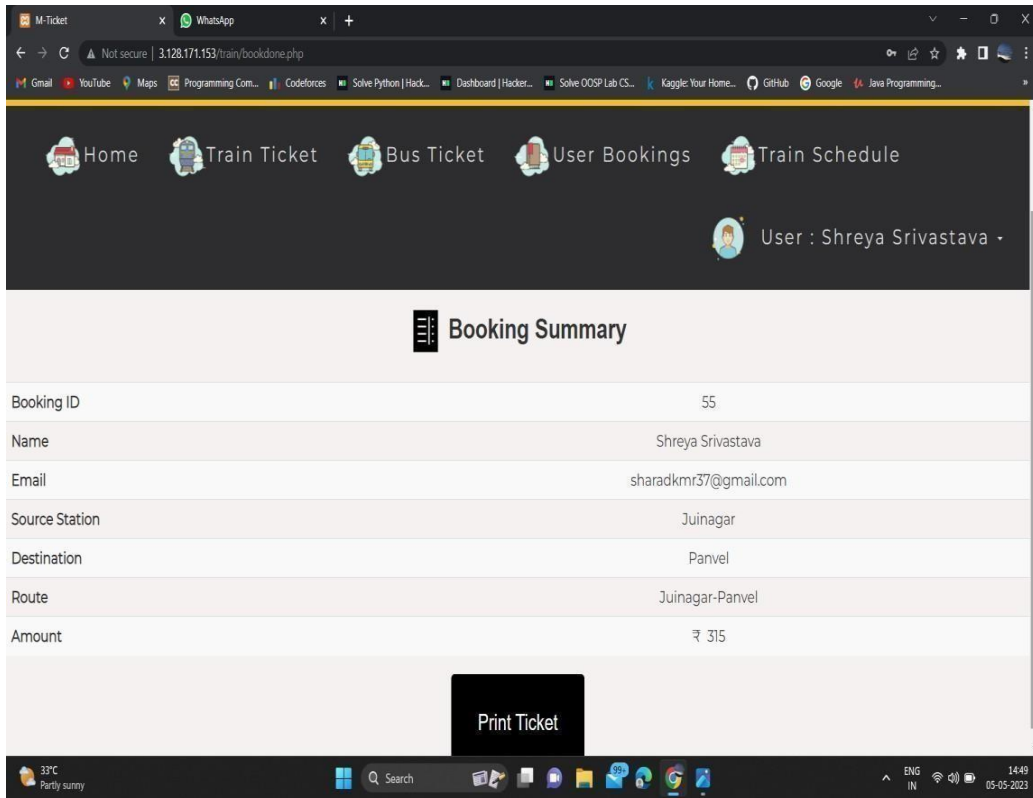 M-Ticket
WhatsApp
Not secure | 3.128.171.153/train/bookdone.php
Gmail YouTube Maps CC Programming Com... Codeforces Solve Python | Hack... Dashboard | Hacker... Solve OOSP Lab CS... k Kaggle: Your Home... GitHub Google Java Programming... »
Home Train Ticket Bus Ticket User Bookings Train Schedule
User : Shreya Srivastava
Booking Summary
Booking ID 55
Name Shreya Srivastava
Email sharadkmr37@gmail.com
Source Station Juinagar
Destination Panvel
Route Juinagar-Panvel
Amount ₹ 315
Print Ticket
33°C
Partly sunny
Search
99+
ENG
IN
14:49
05-05-2023